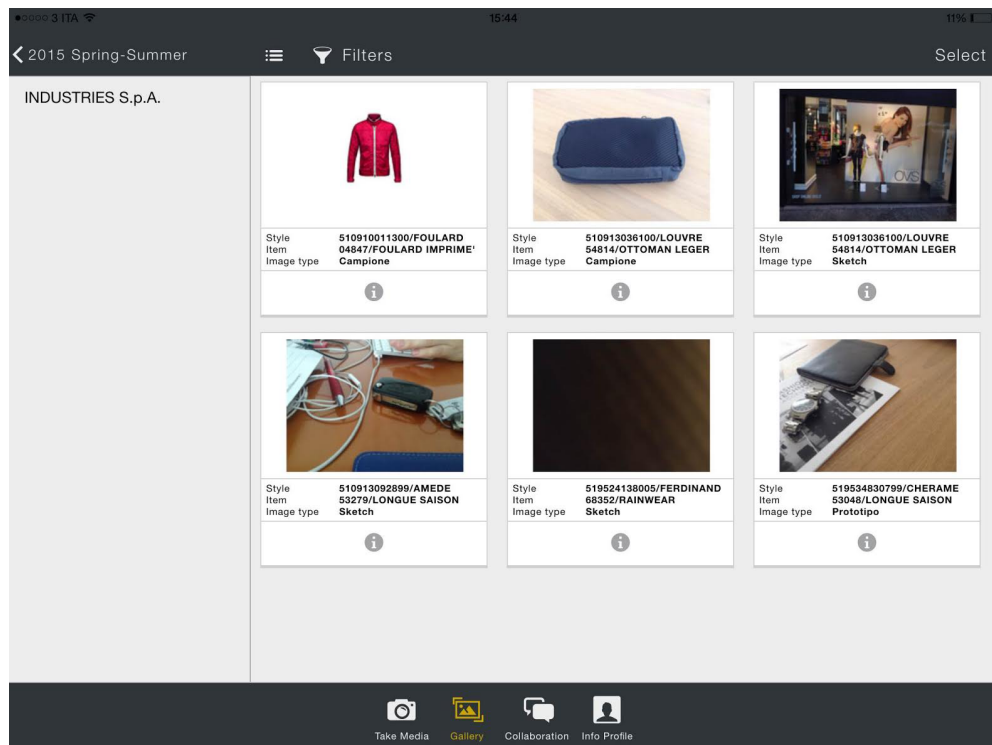 3 ITA
15:44
11%
2015 Spring-Summer
Filters
Select
INDUSTRIES S.p.A.
Style 510910011300/FOULARD
Item 04847/FOULARD IMPRIME'
Image type Campione
Style 510913036100/LOUVRE
Item 54814/OTTOMAN LEGER
Image type Campione
OVS
Style 510913036100/LOUVRE
Item 54814/OTTOMAN LEGER
Image type Sketch
Style 510913092899/AMEDE
Item 53279/LONGUE SAISON
Image type Sketch
Style 519524138005/FERDINAND
Item 68352/RAINWEAR
Image type Sketch
Style 519534830799/CHERAME
Item 53048/LONGUE SAISON
Image type Prototipo
Take Media
Gallery
Collaboration
Info Profile